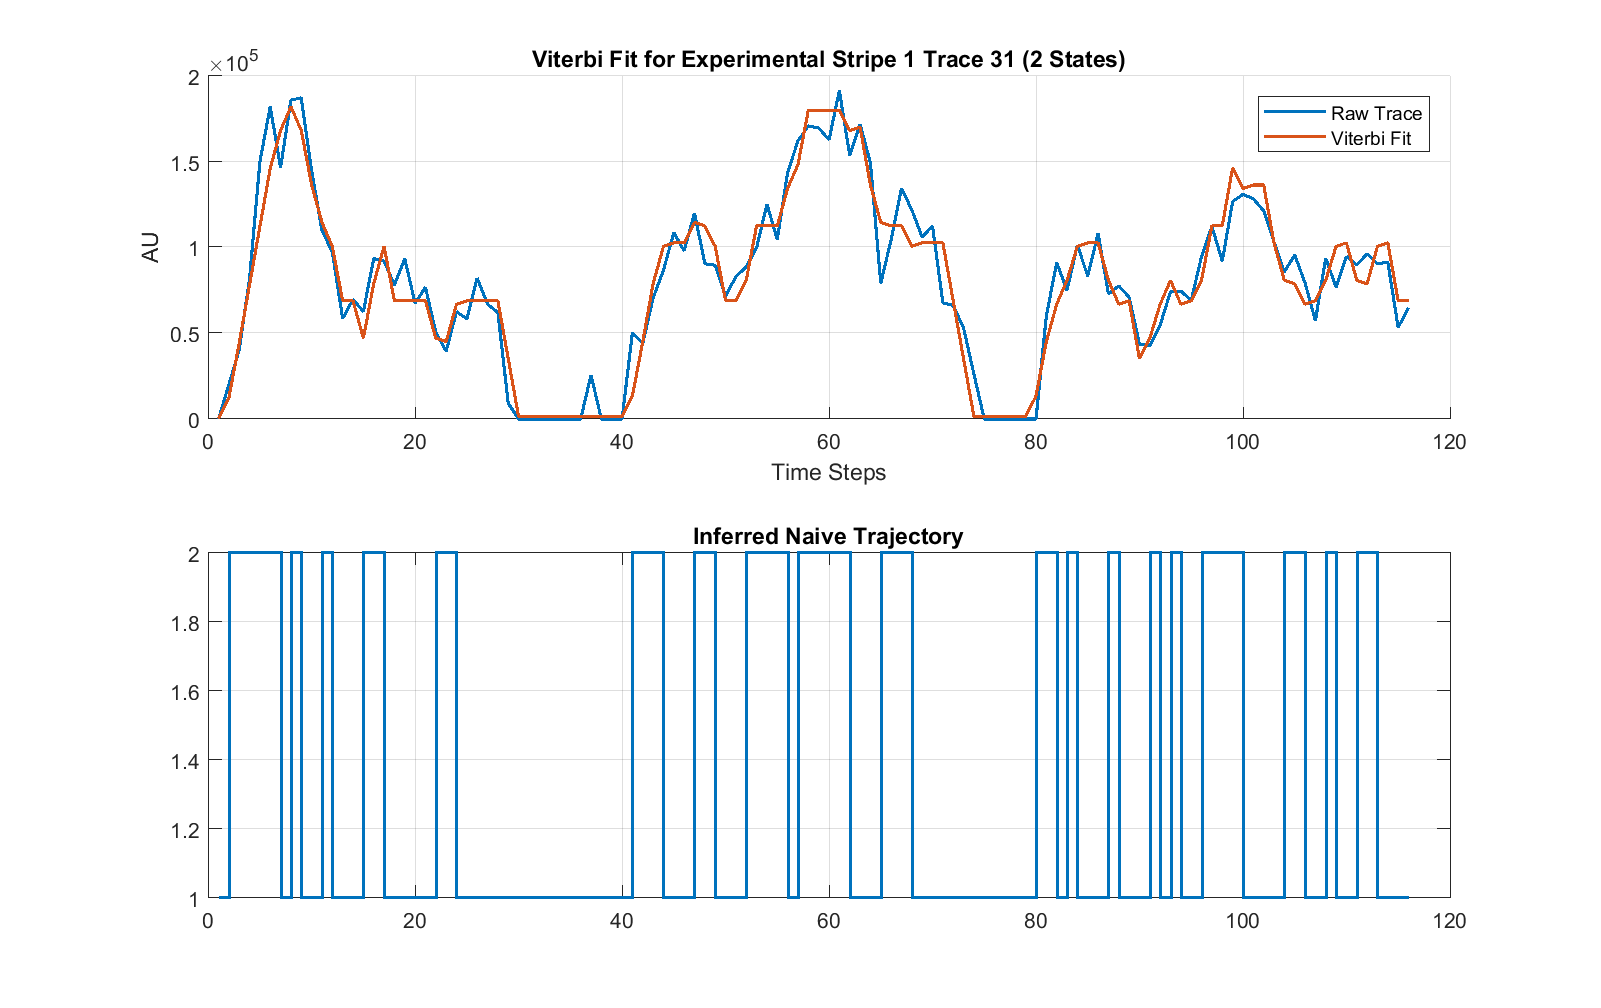 Viterbi Fit for Experimental Stripe 1 Trace 31 (2 States)
×10^5
2
1.5
1
0.5
0
AU
Raw Trace
Viterbi Fit
0 20 40 60 80 100 120
Time Steps
Inferred Naive Trajectory
2
1.8
1.6
1.4
1.2
1
0 20 40 60 80 100 120